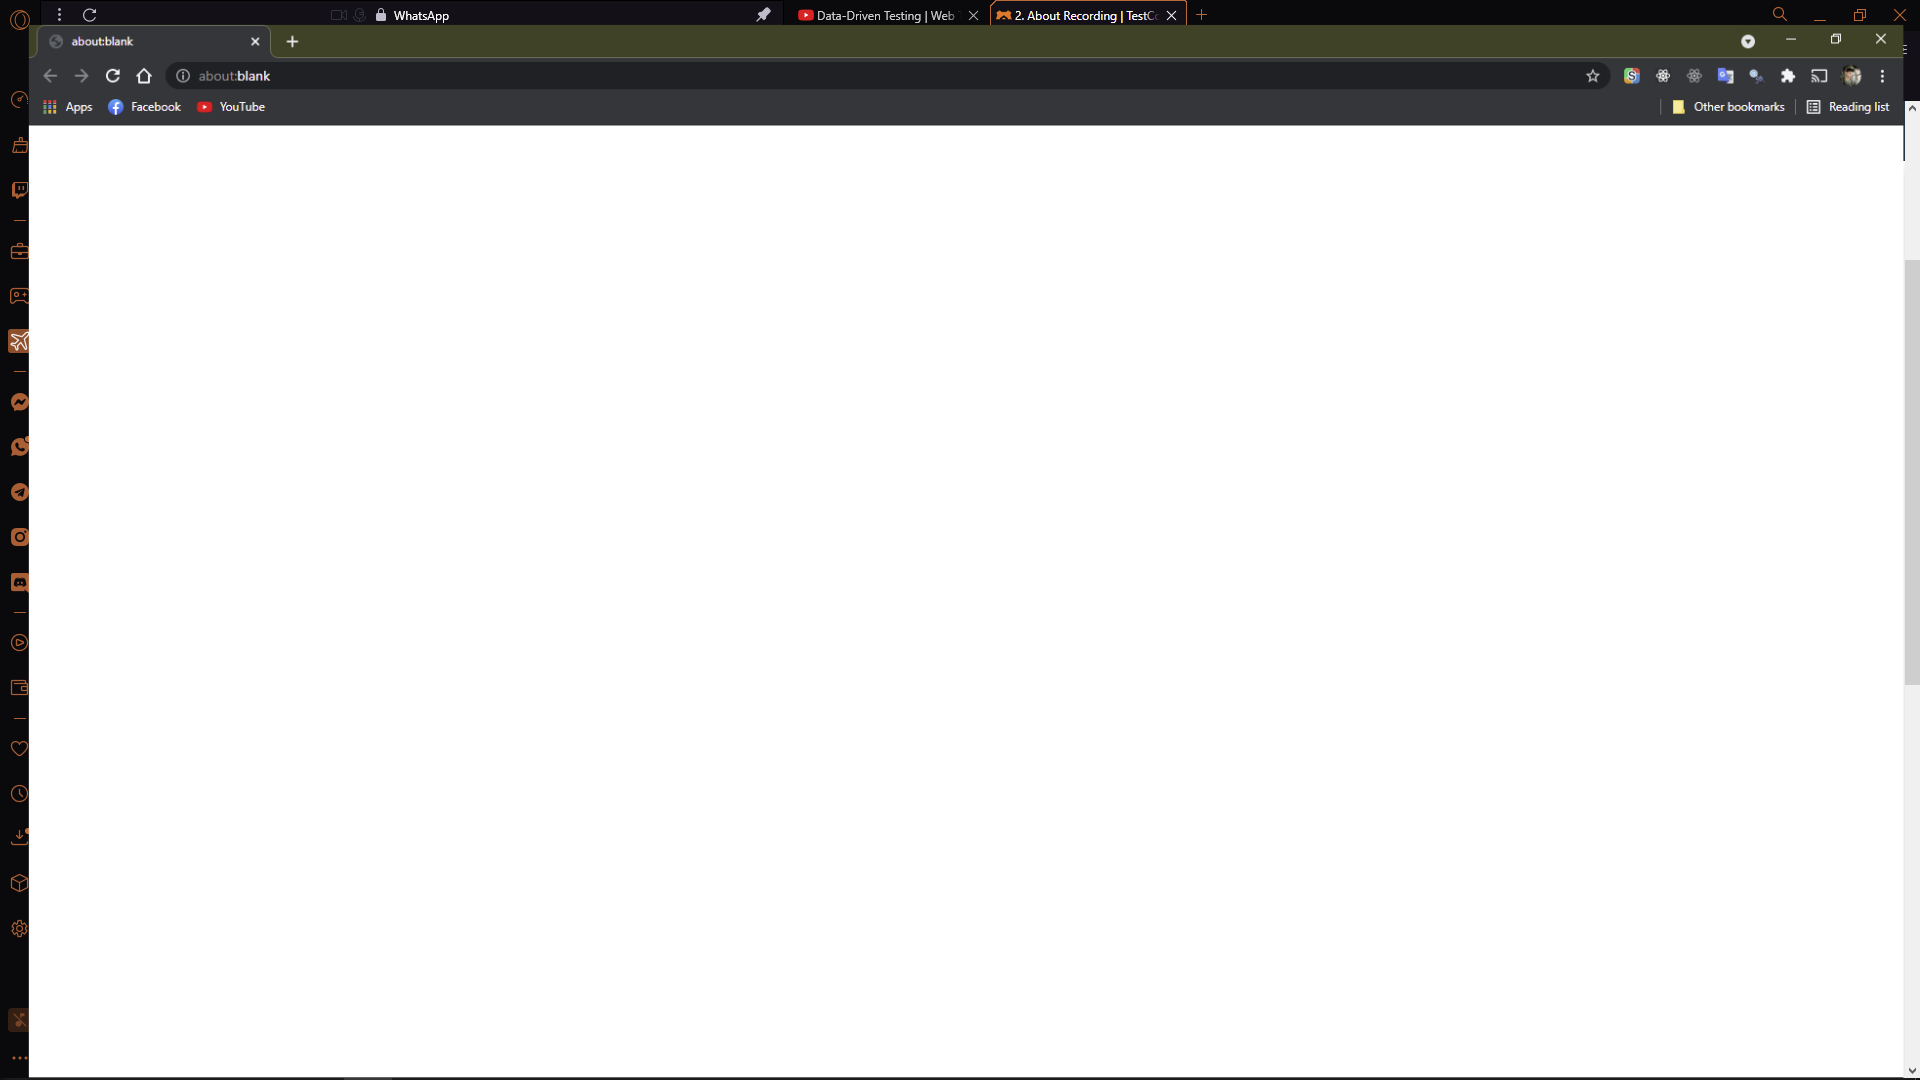 WhatsApp
Data-Driven Testing | Web
2. About Recording | TestCo
about:blank
about:blank
Apps
Facebook
YouTube
Other bookmarks
Reading list